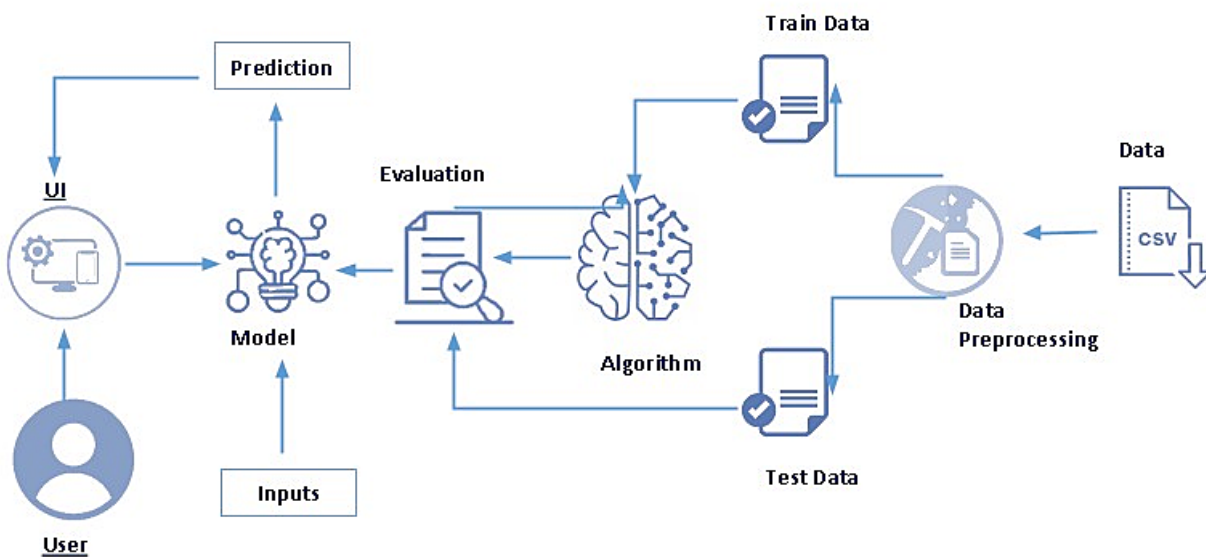 Train Data
Prediction
Data
Evaluation
UI
CSV
Data
Preprocessing
Model
Algorithm
Test Data
Inputs
User